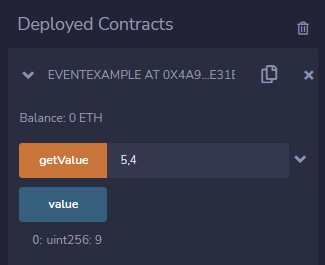 Deployed Contracts
EVENTEXAMPLE AT 0X4A9...E31E
Balance: 0 ETH
getValue 5,4
value
0: uint256: 9